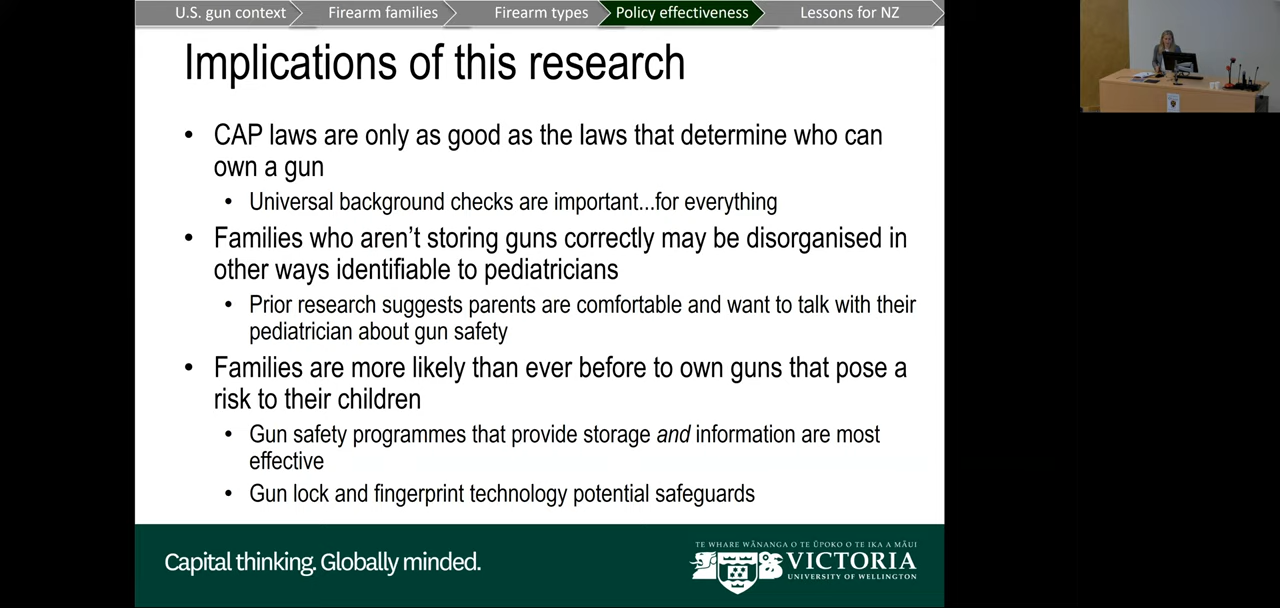 U.S. gun context
Firearm families
Firearm types
Policy effectiveness
Lessons for NZ
Implications of this research
• CAP laws are only as good as the laws that determine who can
own a gun
• Universal background checks are important...for everything
• Families who aren't storing guns correctly may be disorganised in
other ways identifiable to pediatricians
• Prior research suggests parents are comfortable and want to talk with their
pediatrician about gun safety
• Families are more likely than ever before to own guns that pose a
risk to their children
• Gun safety programmes that provide storage and information are most
effective
• Gun lock and fingerprint technology potential safeguards
Capital thinking. Globally minded.
TE WHARE WĀNANGA O TE ŪPOKO O TE IKA A MĀUI
VICTORIA
UNIVERSITY OF WELLINGTON